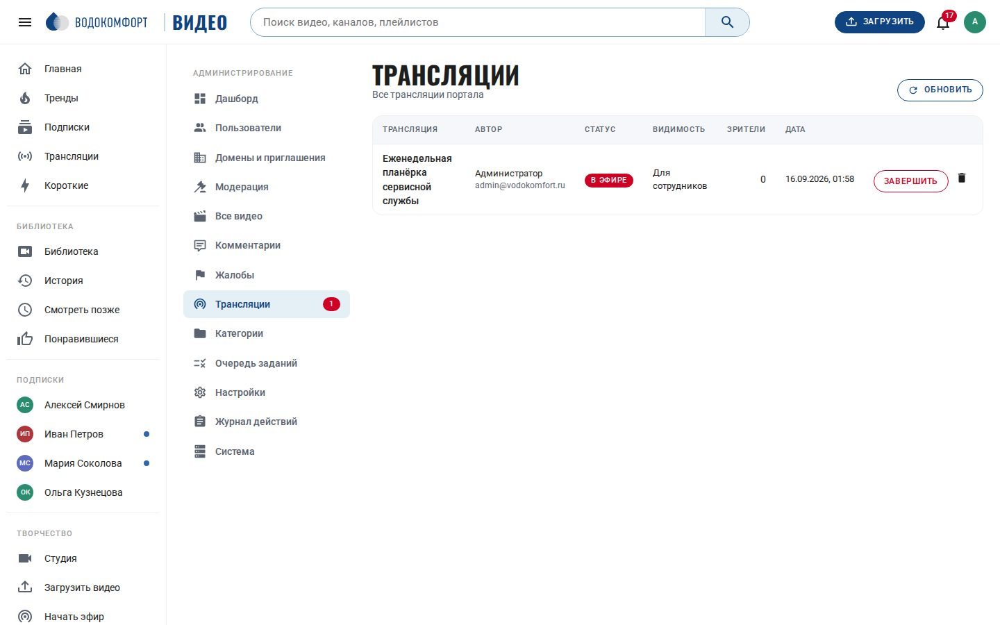 ВОДОКОМФОРТ
ВИДЕО
Поиск видео, каналов, плейлистов
ЗАГРУЗИТЬ
17
А
Главная
Тренды
Подписки
Трансляции
Короткие
БИБЛИОТЕКА
Библиотека
История
Смотреть позже
Понравившиеся
ПОДПИСКИ
АС Алексей Смирнов
ИП Иван Петров
МС Мария Соколова
ОК Ольга Кузнецова
ТВОРЧЕСТВО
Студия
Загрузить видео
Начать эфир
АДМИНИСТРИРОВАНИЕ
Дашборд
Пользователи
Домены и приглашения
Модерация
Все видео
Комментарии
Жалобы
Трансляции 1
Категории
Очередь заданий
Настройки
Журнал действий
Система
ТРАНСЛЯЦИИ
Все трансляции портала
ОБНОВИТЬ
ТРАНСЛЯЦИЯ АВТОР СТАТУС ВИДИМОСТЬ ЗРИТЕЛИ ДАТА
Еженедельная
планёрка
сервисной
службы
Администратор
admin@vodokomfort.ru
В ЭФИРЕ
Для
сотрудников
0
16.09.2026, 01:58
ЗАВЕРШИТЬ